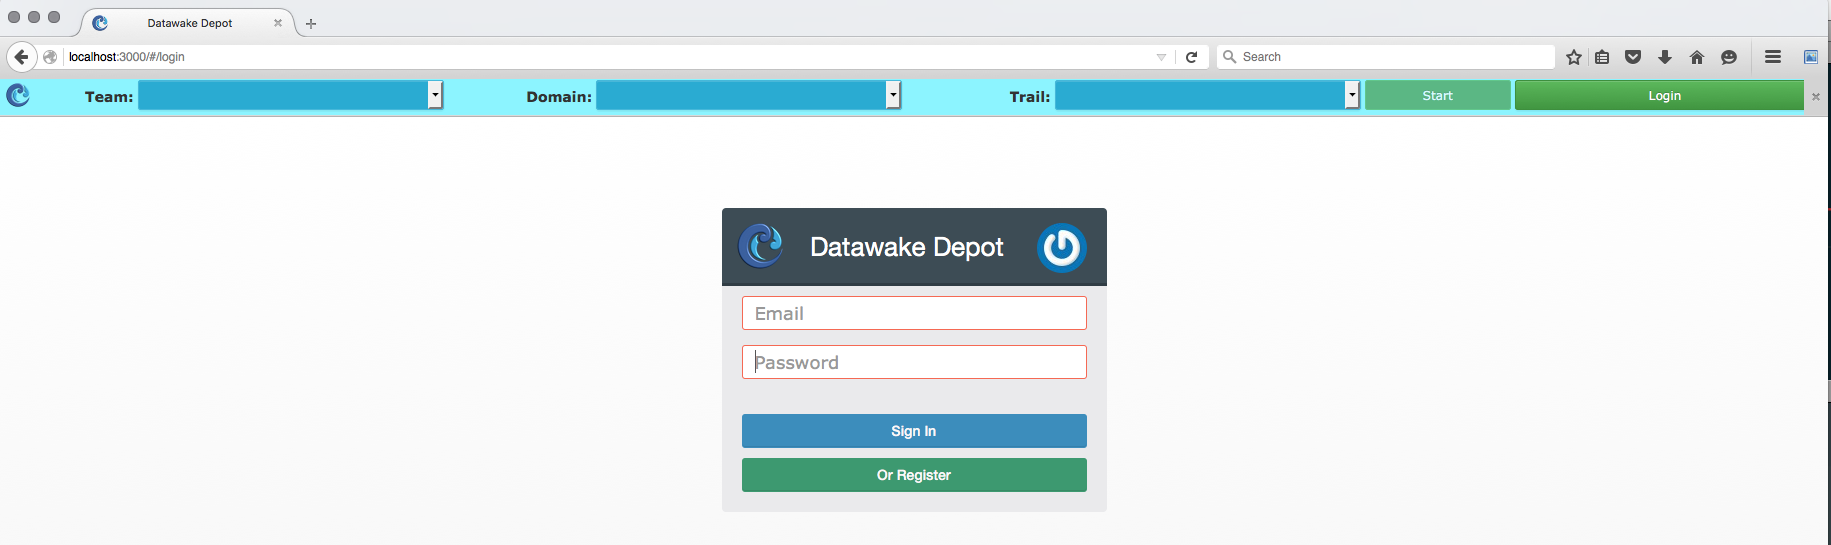 Datawake Depot
localhost:3000/#/login
Search
Team: Domain: Trail: Start Login
Datawake Depot
Email
Password
Sign In
Or Register